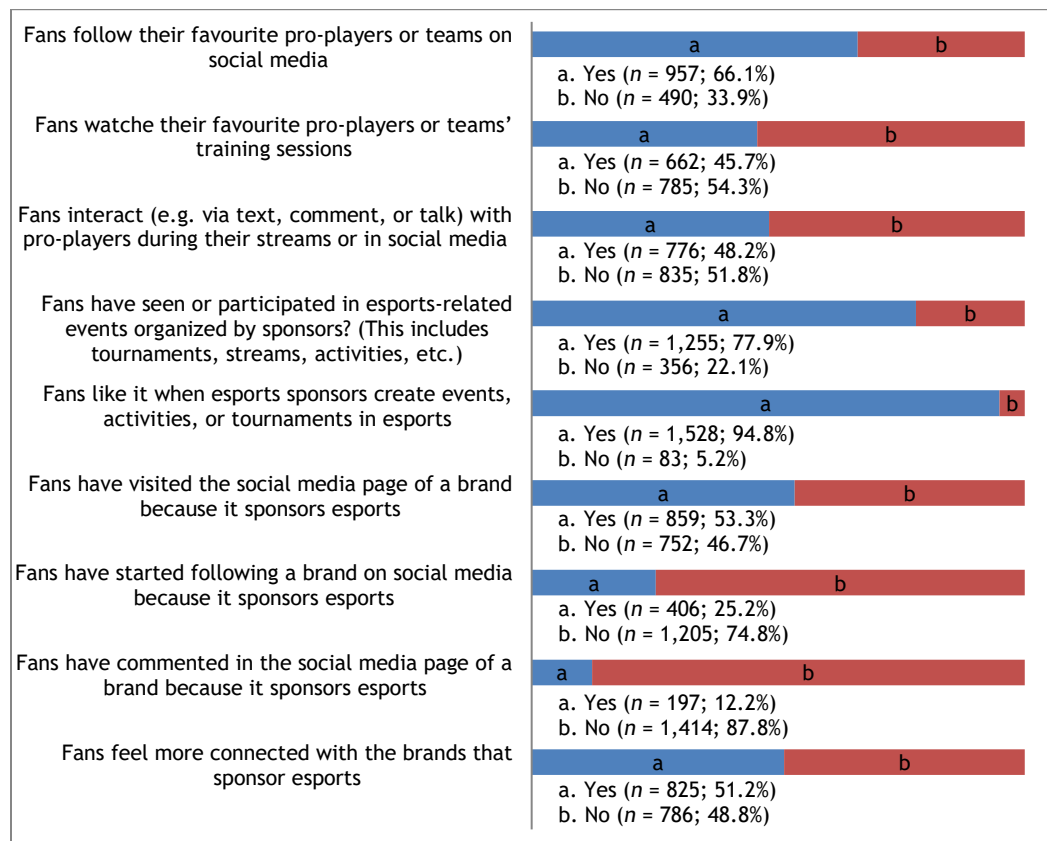 Fans follow their favourite pro-players or teams on
social media
a b
a. Yes (n = 957; 66.1%)
b. No (n = 490; 33.9%)
Fans watche their favourite pro-players or teams’
training sessions
a b
a. Yes (n = 662; 45.7%)
b. No (n = 785; 54.3%)
Fans interact (e.g. via text, comment, or talk) with
pro-players during their streams or in social media
a b
a. Yes (n = 776; 48.2%)
b. No (n = 835; 51.8%)
Fans have seen or participated in esports-related
events organized by sponsors? (This includes
tournaments, streams, activities, etc.)
a b
a. Yes (n = 1,255; 77.9%)
b. No (n = 356; 22.1%)
Fans like it when esports sponsors create events,
activities, or tournaments in esports
a b
a. Yes (n = 1,528; 94.8%)
b. No (n = 83; 5.2%)
Fans have visited the social media page of a brand
because it sponsors esports
a b
a. Yes (n = 859; 53.3%)
b. No (n = 752; 46.7%)
Fans have started following a brand on social media
because it sponsors esports
a b
a. Yes (n = 406; 25.2%)
b. No (n = 1,205; 74.8%)
Fans have commented in the social media page of a
brand because it sponsors esports
a b
a. Yes (n = 197; 12.2%)
b. No (n = 1,414; 87.8%)
Fans feel more connected with the brands that
sponsor esports
a b
a. Yes (n = 825; 51.2%)
b. No (n = 786; 48.8%)